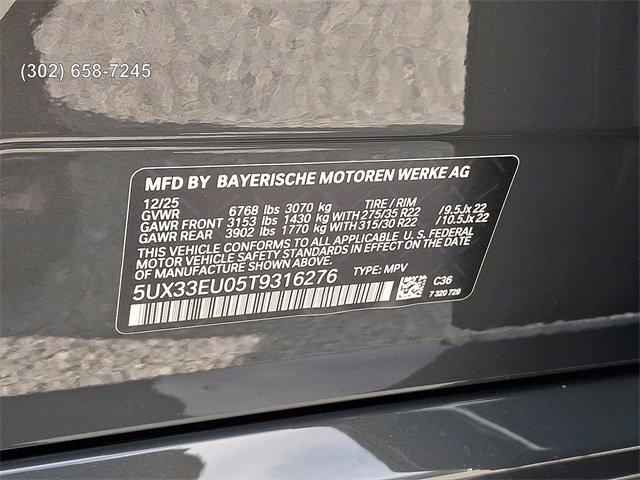 (302) 658-7245
MFD BY BAYERISCHE MOTOREN WERKE AG
12/25
GVWR 6768 lbs 3070 kg TIRE / RIM
GAWR FRONT 3153 lbs 1430 kg WITH 275/35 R22 /9.5Jx22
GAWR REAR 3902 lbs 1770 kg WITH 315/30 R22 /10.5Jx22
THIS VEHICLE CONFORMS TO ALL APPLICABLE U.S. FEDERAL
MOTOR VEHICLE SAFETY STANDARDS IN EFFECT ON THE
DATE OF MANUFACTURE SHOWN ABOVE.
5UX33EU05T9316276 TYPE: MPV
C36
7 320 729